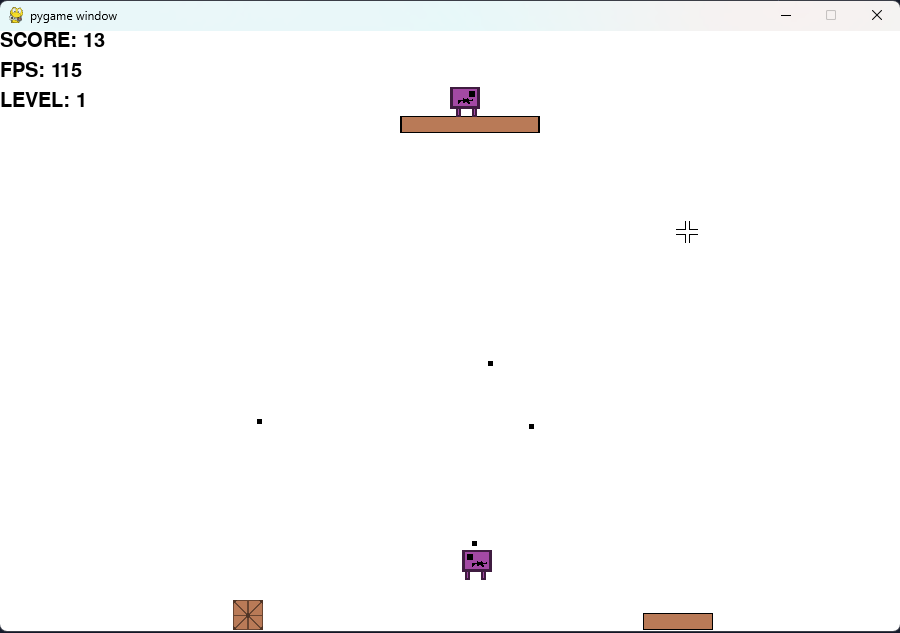 pygame window
SCORE: 13
FPS: 115
LEVEL: 1